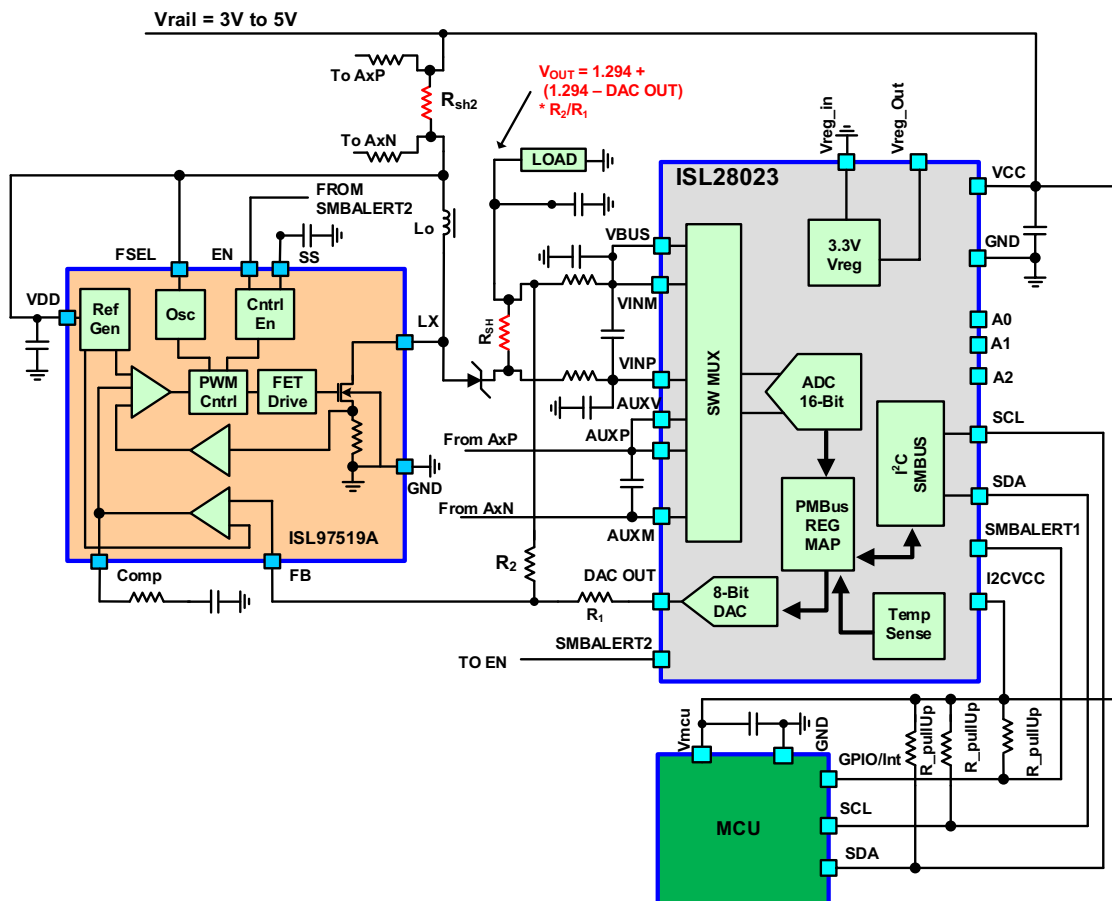 Vrail = 3V to 5V
To AxP
Rsh2
To AxN
VOUT = 1.294 +
(1.294 – DAC OUT)
* R2/R1
LOAD
Vreg_in
Vreg_Out
ISL28023
VCC
FROM
SMBALERT2
Lo
FSEL
EN
SS
VBUS
3.3V
Vreg
GND
VDD
Ref
Gen
Osc
Cntrl
En
LX
VINM
RSH
A0
A1
A2
PWM
Cntrl
FET
Drive
VINP
AUXV
SW MUX
ADC
16-Bit
AUXP
From AxP
I2C
SMBUS
SCL
SDA
GND
From AxN
AUXM
PMBus
REG
MAP
SMBALERT1
ISL97519A
Comp
FB
R2
DAC OUT
R1
8-Bit
DAC
I2CVCC
Temp
Sense
SMBALERT2
TO EN
Vmcu
GND
R_pullUp
R_pullUp
R_pullUp
GPIO/Int
SCL
MCU
SDA